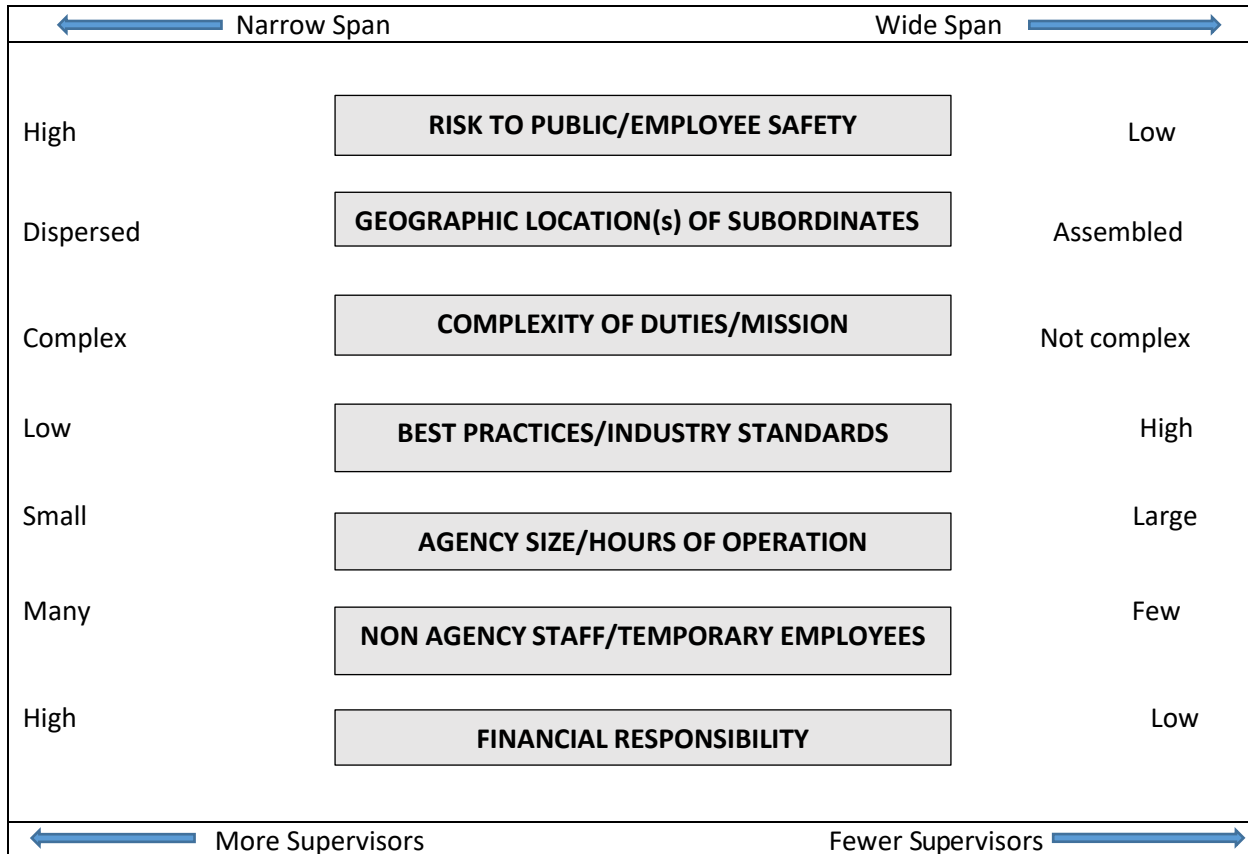 Narrow Span Wide Span
High RISK TO PUBLIC/EMPLOYEE SAFETY Low
Dispersed GEOGRAPHIC LOCATION(s) OF SUBORDINATES Assembled
Complex COMPLEXITY OF DUTIES/MISSION Not complex
Low BEST PRACTICES/INDUSTRY STANDARDS High
Small AGENCY SIZE/HOURS OF OPERATION Large
Many NON AGENCY STAFF/TEMPORARY EMPLOYEES Few
High FINANCIAL RESPONSIBILITY Low
More Supervisors Fewer Supervisors